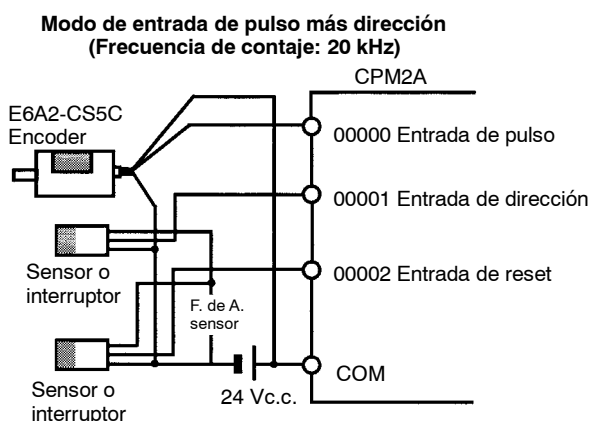 Modo de entrada de pulso más dirección
(Frecuencia de contaje: 20 kHz)
CPM2A
E6A2-CS5C
Encoder
00000 Entrada de pulso
00001 Entrada de dirección
Sensor o
interruptor
00002 Entrada de reset
F. de A.
sensor
COM
24 Vc.c.
Sensor o
interruptor